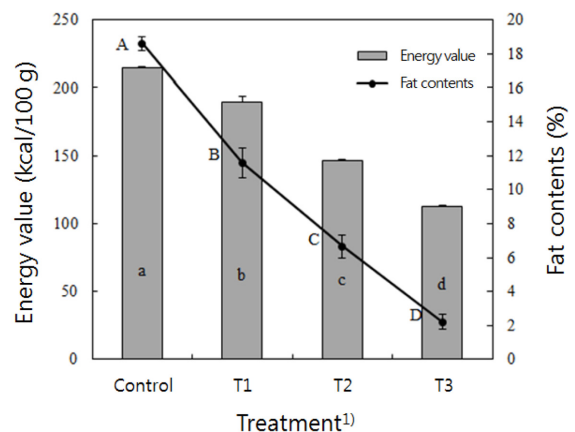 Energy value (kcal/100 g)
250
200
150
100
50
0
A
B
C
D
a
b
c
d
Energy value
Fat contents
20
18
16
14
12
10
8
6
4
2
0
Fat contents (%)
Control
T1
T2
T3
Treatment1)